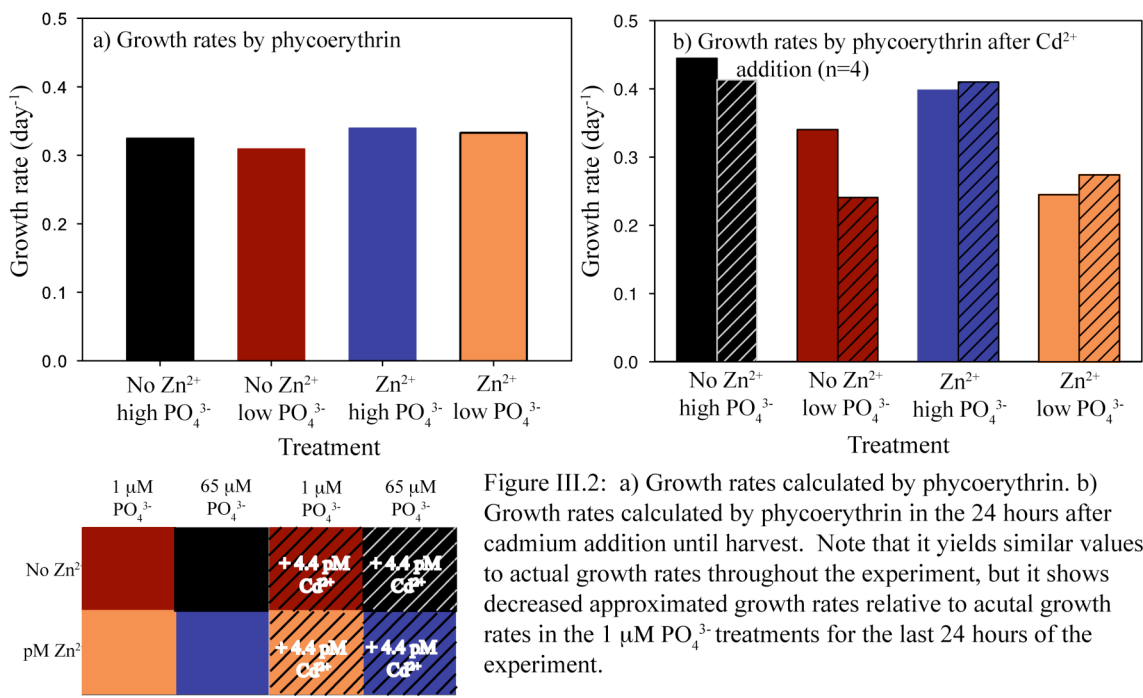 a) Growth rates by phycoerythrin
0.5
0.4
0.3
0.2
0.1
0.0
Growth rate (day⁻¹)
No Zn²⁺
high PO₄³⁻
No Zn²⁺
low PO₄³⁻
Zn²⁺
high PO₄³⁻
Zn²⁺
low PO₄³⁻
Treatment
b) Growth rates by phycoerythrin after Cd²⁺
addition (n=4)
0.5
0.4
0.3
0.2
0.1
0.0
Growth rate (day⁻¹)
No Zn²⁺
high PO₄³⁻
No Zn²⁺
low PO₄³⁻
Zn²⁺
high PO₄³⁻
Zn²⁺
low PO₄³⁻
Treatment
1 µM
PO₄³⁻
65 µM
PO₄³⁻
1 µM
PO₄³⁻
65 µM
PO₄³⁻
No Zn²
+ 4.4 pM
Cd²⁺
+ 4.4 pM
Cd²⁺
pM Zn²
+ 4.4 pM
Cd²⁺
+ 4.4 pM
Cd²⁺
Figure III.2: a) Growth rates calculated by phycoerythrin. b)
Growth rates calculated by phycoerythrin in the 24 hours after
cadmium addition until harvest. Note that it yields similar values
to actual growth rates throughout the experiment, but it shows
decreased approximated growth rates relative to acutal growth
rates in the 1 µM PO₄³⁻ treatments for the last 24 hours of the
experiment.